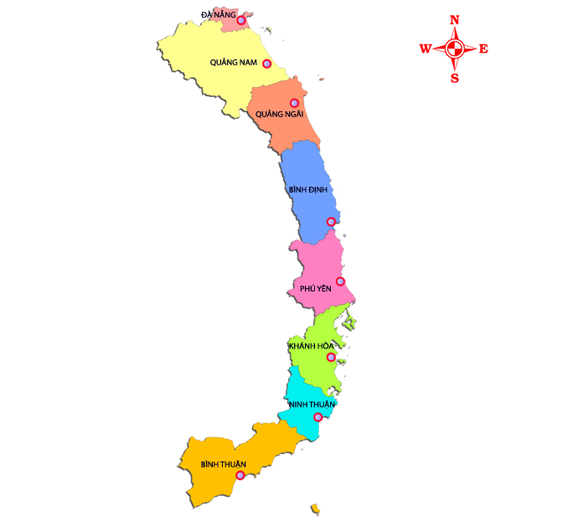 ĐÀ NẴNG
N
W E
S
QUẢNG NAM
QUẢNG NGÃI
BÌNH ĐỊNH
PHÚ YÊN
KHÁNH HÒA
NINH THUẬN
BÌNH THUẬN